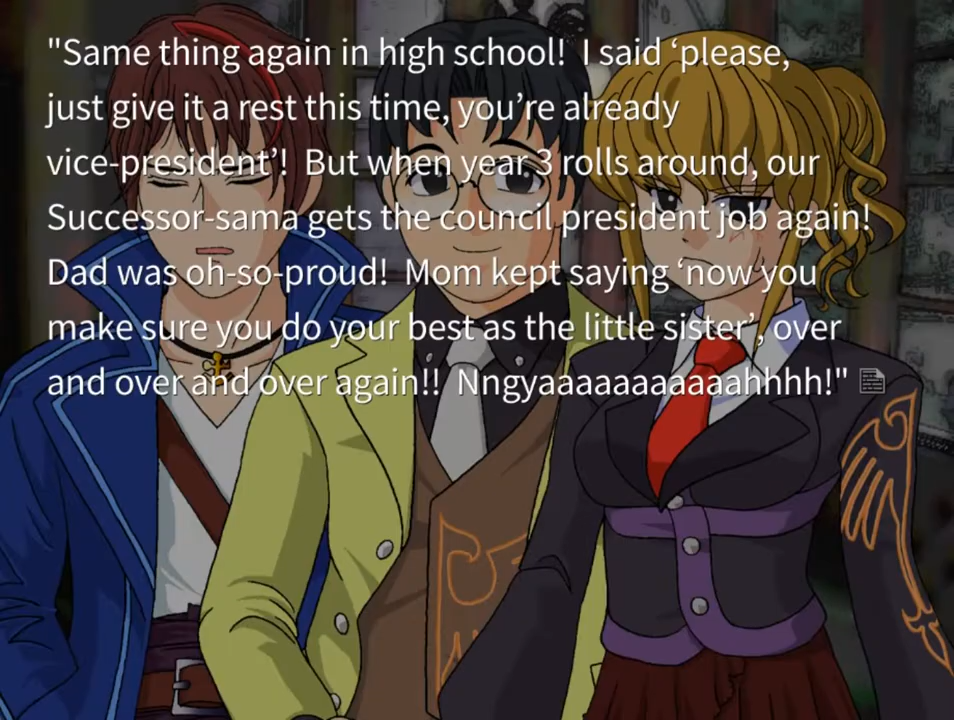 "Same thing again in high school!  I said ‘please,
just give it a rest this time, you’re already
vice-president’!  But when year 3 rolls around, our
Successor-sama gets the council president job again!
Dad was oh-so-proud!  Mom kept saying ‘now you
make sure you do your best as the little sister’, over
and over and over again!!  Nngyaaaaaaaaaaahhhh!"